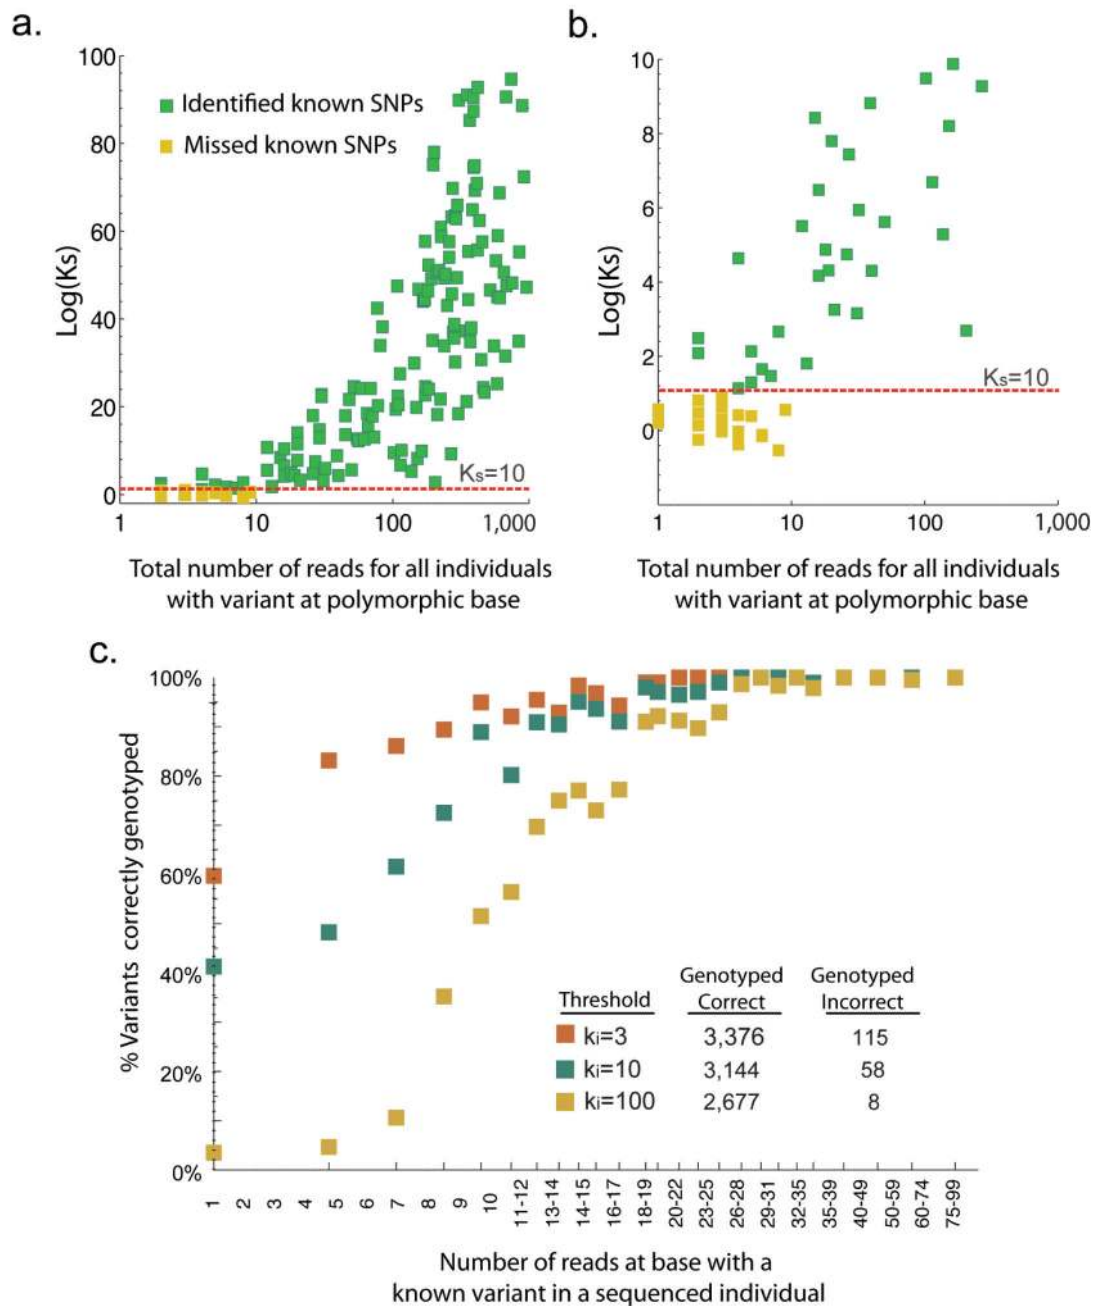 a.
100
80
60
40
20
0
Log(Ks)
Identified known SNPs
Missed known SNPs
Ks=10
1
10
100
1,000
Total number of reads for all individuals
with variant at polymorphic base
b.
10
8
6
4
2
0
Log(Ks)
Ks=10
1
10
100
1,000
Total number of reads for all individuals
with variant at polymorphic base
c.
100%
80%
60%
40%
20%
0%
% Variants correctly genotyped
Threshold Genotyped Correct Genotyped Incorrect
ki=3 3,376 115
ki=10 3,144 58
ki=100 2,677 8
1
2
3
4
5
7
8
9
10
11-12
13-14
14-15
16-17
18-19
20-22
23-25
26-28
29-31
32-35
35-39
40-49
50-59
60-74
75-99
Number of reads at base with a
known variant in a sequenced individual